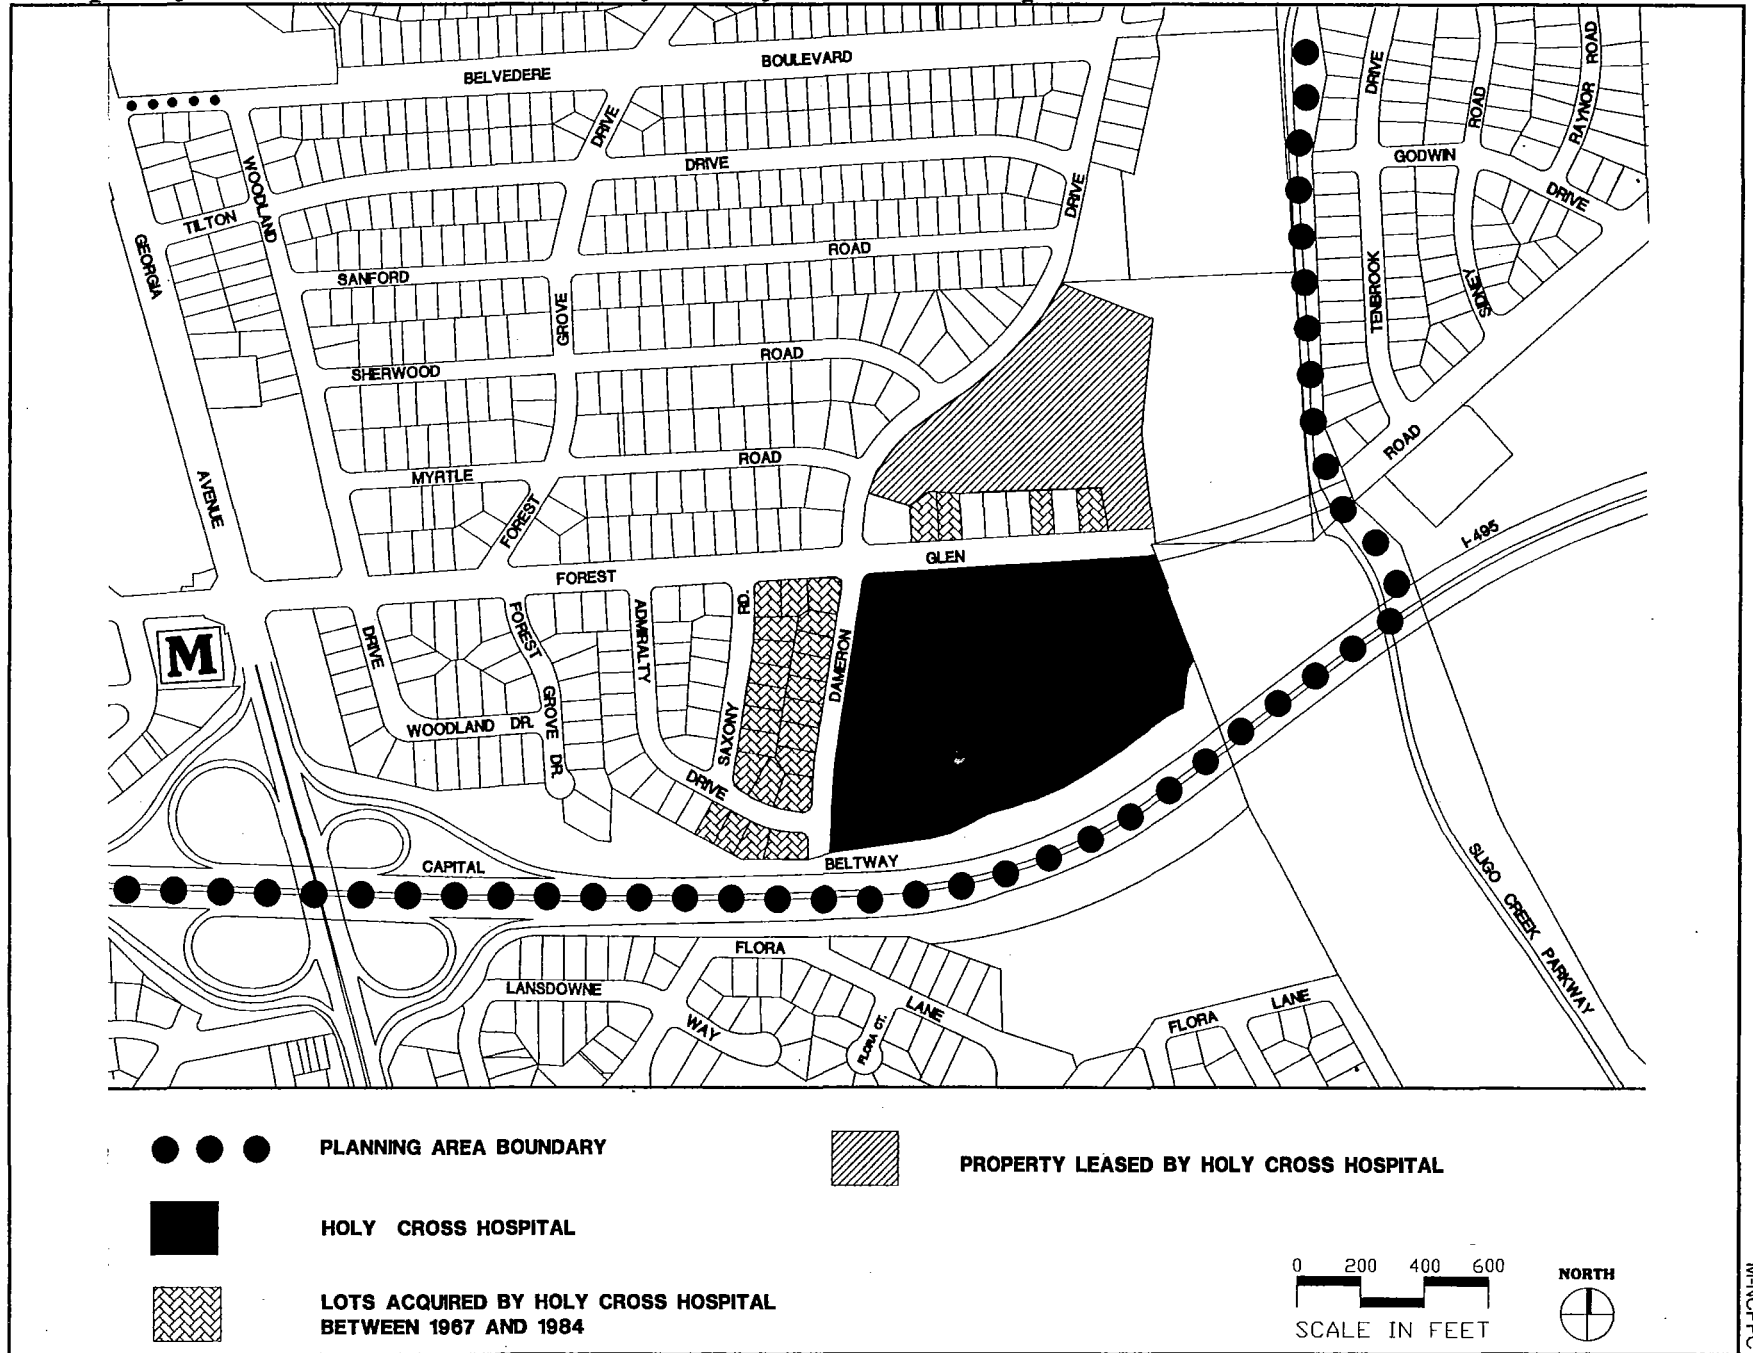 BELVEDERE BOULEVARD
DRIVE
ROAD
RAYNOR ROAD
DRIVE
WOODLAND
DRIVE
GODWIN
DRIVE
TILTON
DRIVE
GEORGIA
SANFORD
ROAD
TENBROOK
SIDNEY
GROVE
SHERWOOD
ROAD
AVENUE
MYRTLE
ROAD
ROAD
FOREST
I-495
FOREST
GLEN
M
DRIVE
FOREST
ADMIRALTY
RD.
DAMERON
WOODLAND DR.
GROVE DR.
SAXONY
DRIVE
CAPITAL
BELTWAY
SLIGO CREEK PARKWAY
FLORA
LANSDOWNE
LANE
WAY
FLORA CT.
FLORA
LANE
PLANNING AREA BOUNDARY
PROPERTY LEASED BY HOLY CROSS HOSPITAL
HOLY CROSS HOSPITAL
LOTS ACQUIRED BY HOLY CROSS HOSPITAL
BETWEEN 1967 AND 1984
0 200 400 600
SCALE IN FEET
NORTH